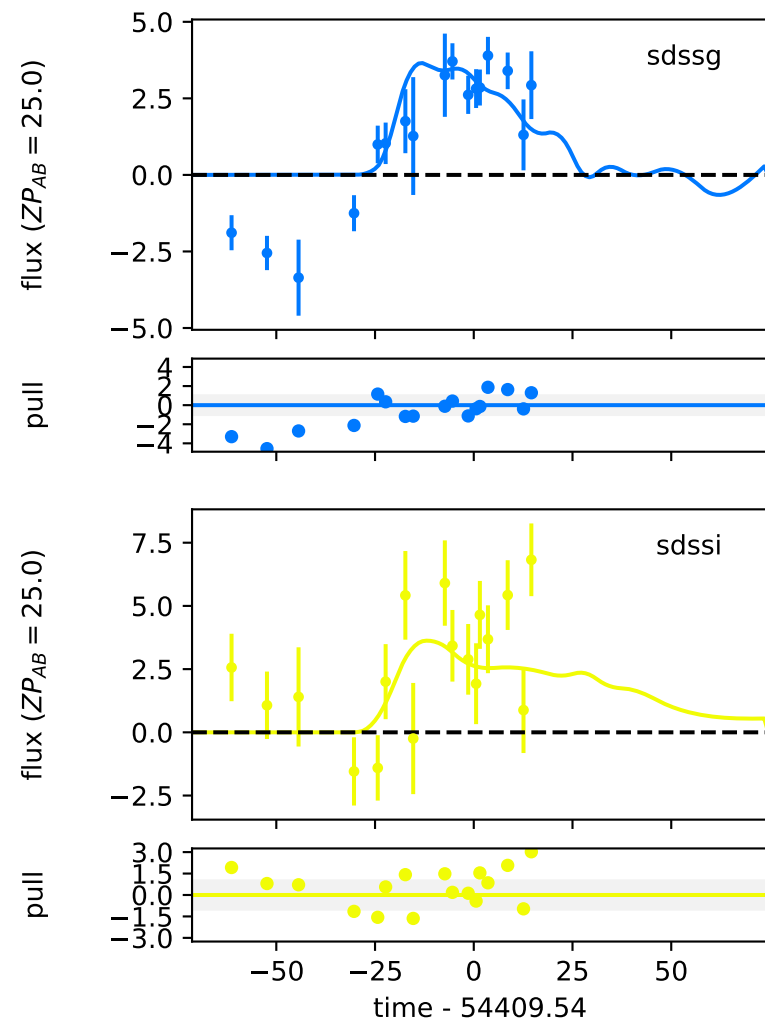 5.0
sdssg
2.5
0.0
−2.5
−5.0
flux (ZP_AB = 25.0)
4
2
0
−2
−4
pull
7.5
sdssi
5.0
2.5
0.0
−2.5
flux (ZP_AB = 25.0)
3.0
1.5
0.0
−1.5
−3.0
pull
−50 −25 0 25 50
time - 54409.54